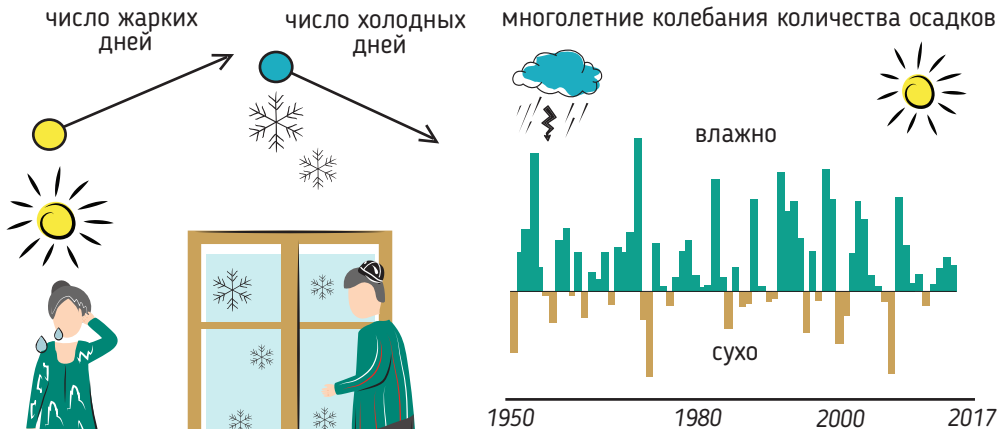 число жарких
дней
число холодных
дней
многолетние колебания количества осадков
влажно
сухо
1950
1980
2000
2017